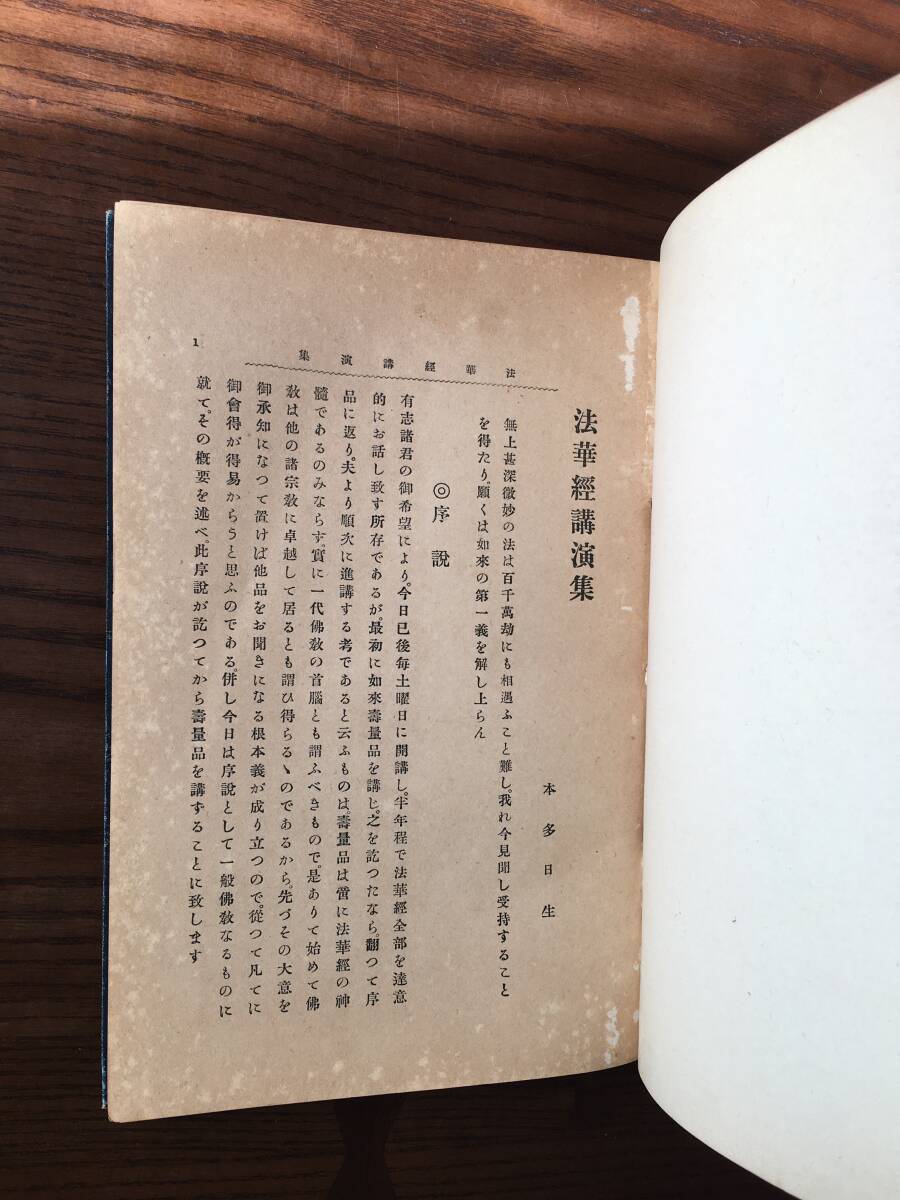 法華經講演集
法華經講演集
本多日生
無上甚深微妙の法は百千萬劫にも相遇ふこと難し。我れ今見聞し受持すること
を得たり。願くは如來の第一義を解し上らん
◎序說
有志諸君の御希望により、今日已後每土曜日に開講し、半年程で法華經全部を達意
的にお話し致す所存であるが、最初に如來壽量品を講じ、之を訖つたなら、翻つて序
品に返り、夫より順次に進講する考であると云ふものは、壽量品は啻に法華經の神
髓であるのみならず、實に一代佛敎の首腦とも謂ふべきもので、是ありて始めて佛
敎は他の諸宗敎に卓越して居るとも謂ひ得らるゝのであるから、先づその大意を
御承知になつて置けば他品をお聞きになる根本義が成り立つので、從つて凡てに
御會得が得易からうと思ふのである。併し今日は序說として一般佛敎なるものに
就て、その概要を述べ、此序說が訖つてから壽量品を講ずることに致します
1